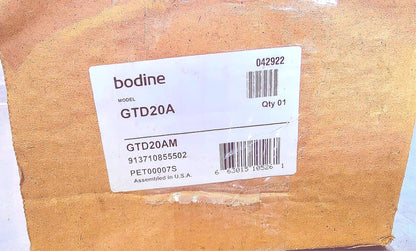 bodine
042922
MODEL
GTD20A
Qty 01
GTD20AM
913710855502
PET00007S
Assembled in U.S.A.
6 63015 10526 1